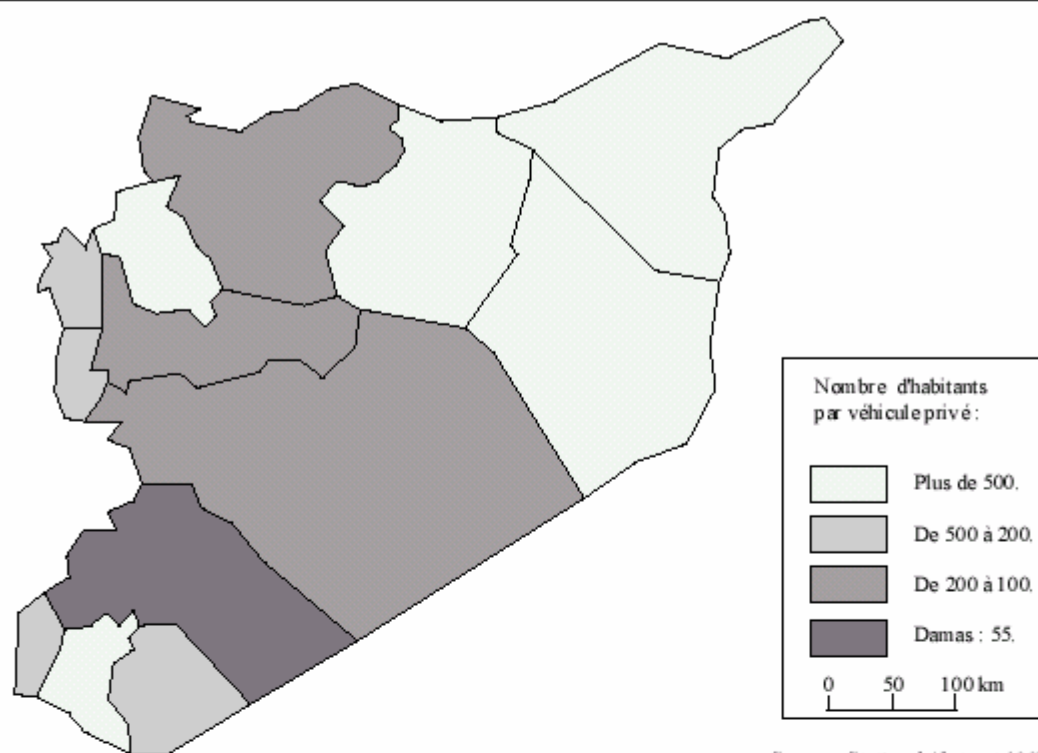 Nombre d'habitants
par véhicule privé :
Plus de 500.
De 500 à 200.
De 200 à 100.
Damas : 55.
0 50 100 km